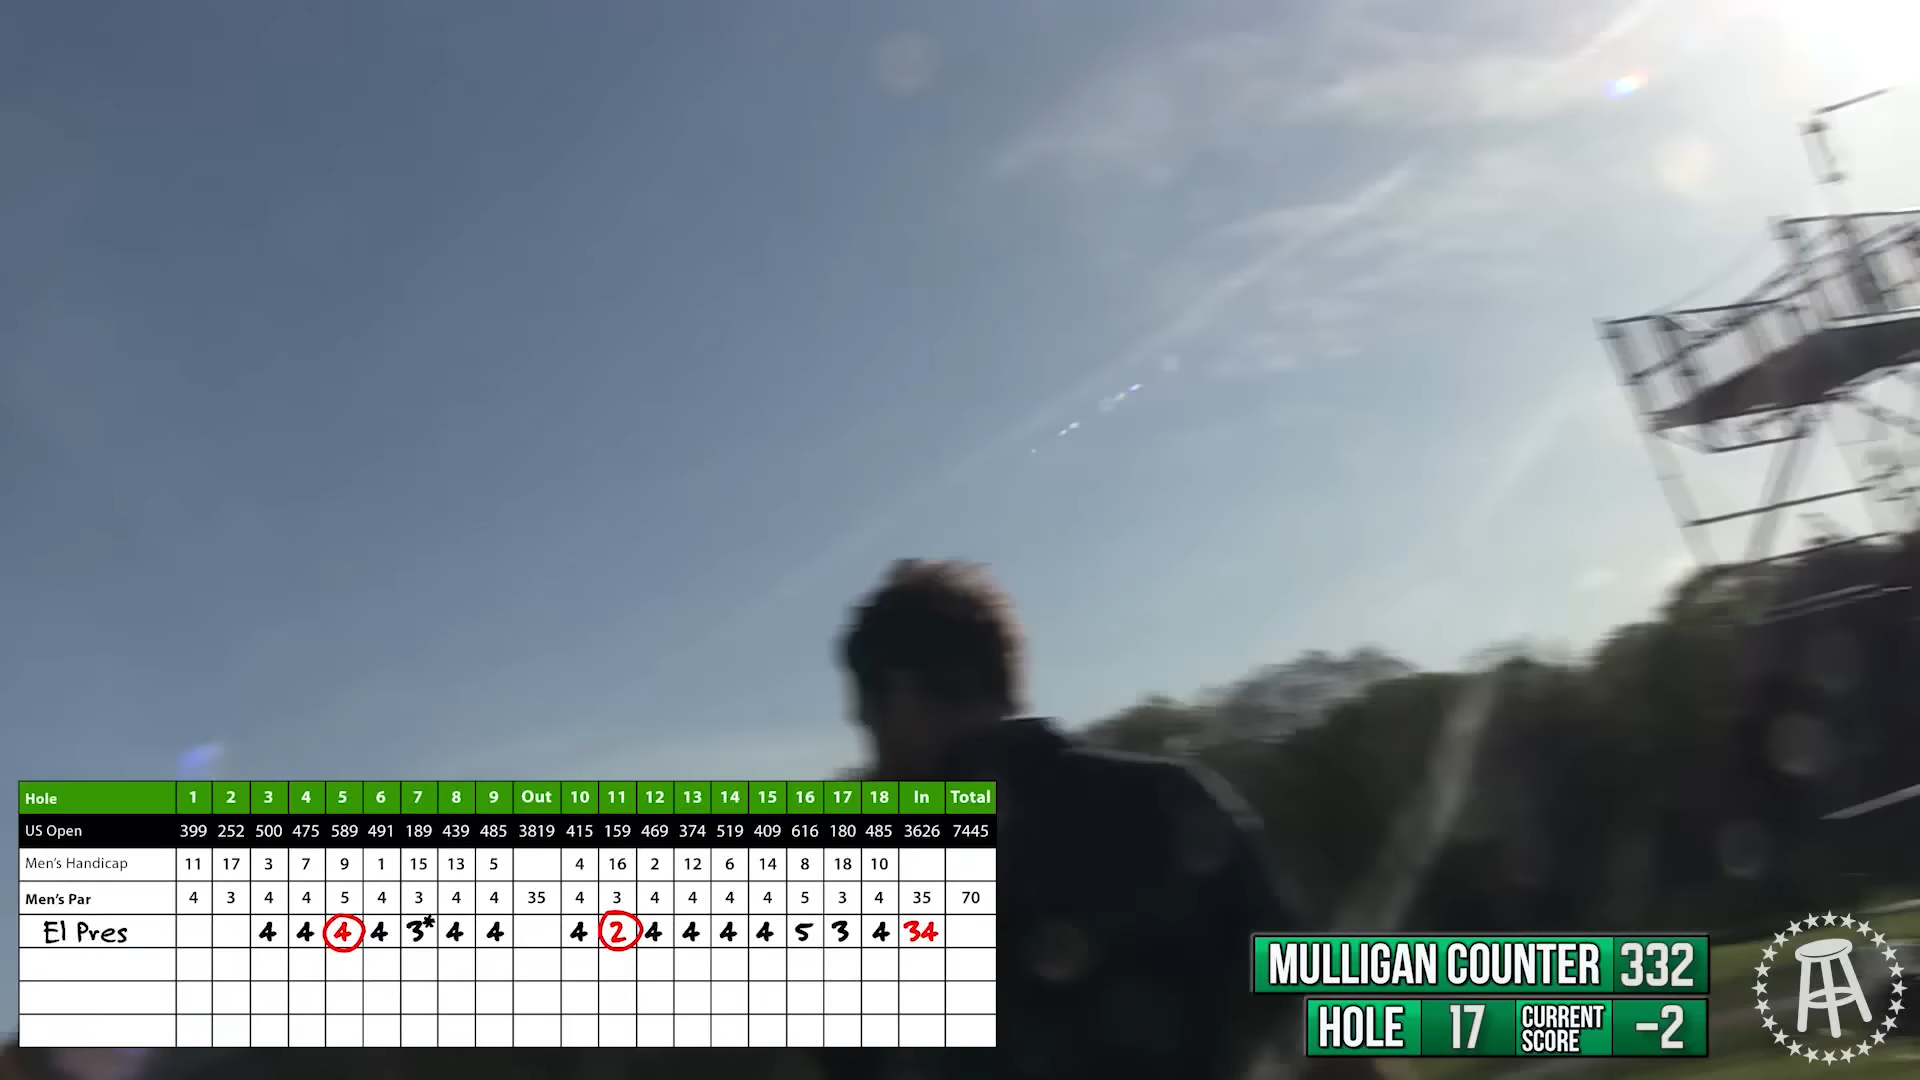 Hole 1 2 3 4 5 6 7 8 9 Out 10 11 12 13 14 15 16 17 18 In Total
US Open 399 252 500 475 589 491 189 439 485 3819 415 159 469 374 519 409 616 180 485 3626 7445
Men's Handicap 11 17 3 7 9 1 15 13 5 4 16 2 12 6 14 8 18 10
Men's Par 4 3 4 4 5 4 3 4 4 35 4 3 4 4 4 4 5 3 4 35 70
El Pres 4 4 4 4 3* 4 4 4 2 4 4 4 4 5 3 4 34
MULLIGAN COUNTER 332
HOLE 17 CURRENT SCORE -2